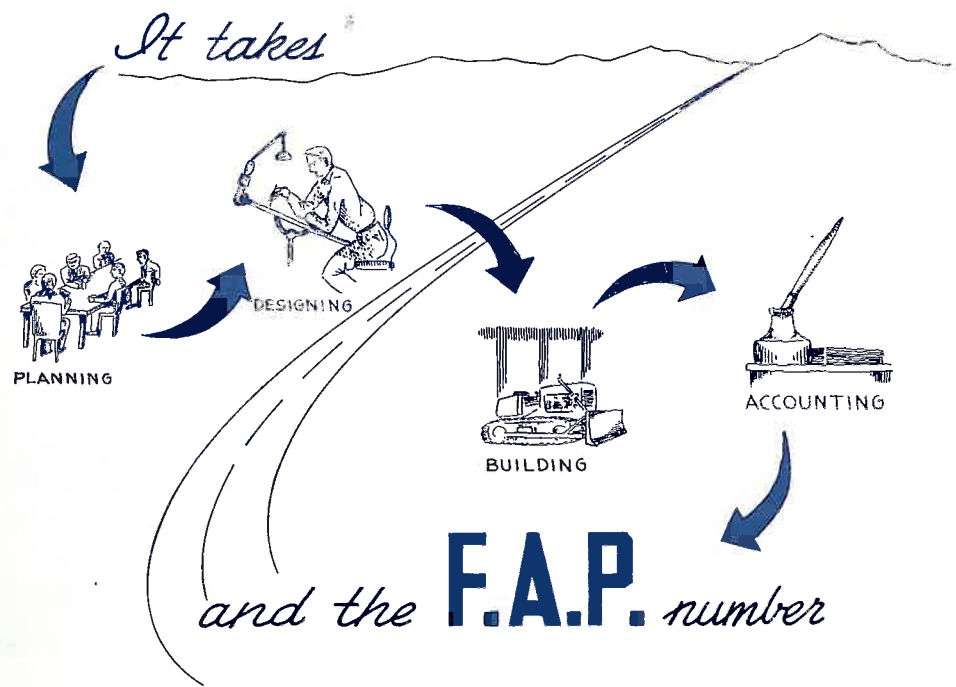 It takes
PLANNING
DESIGNING
BUILDING
ACCOUNTING
and the F.A.P. number